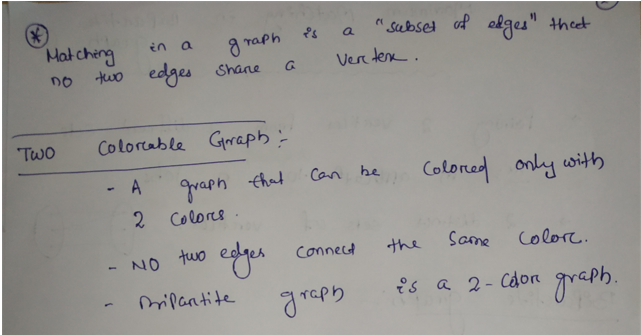 * Matching in a graph is a "subset of edges" that
no two edges share a vertex.
Two Colorable Graph:-
- A graph that can be colored only with
2 colors.
- NO two edges connect the same color.
- Bipartite graph is a 2-color graph.